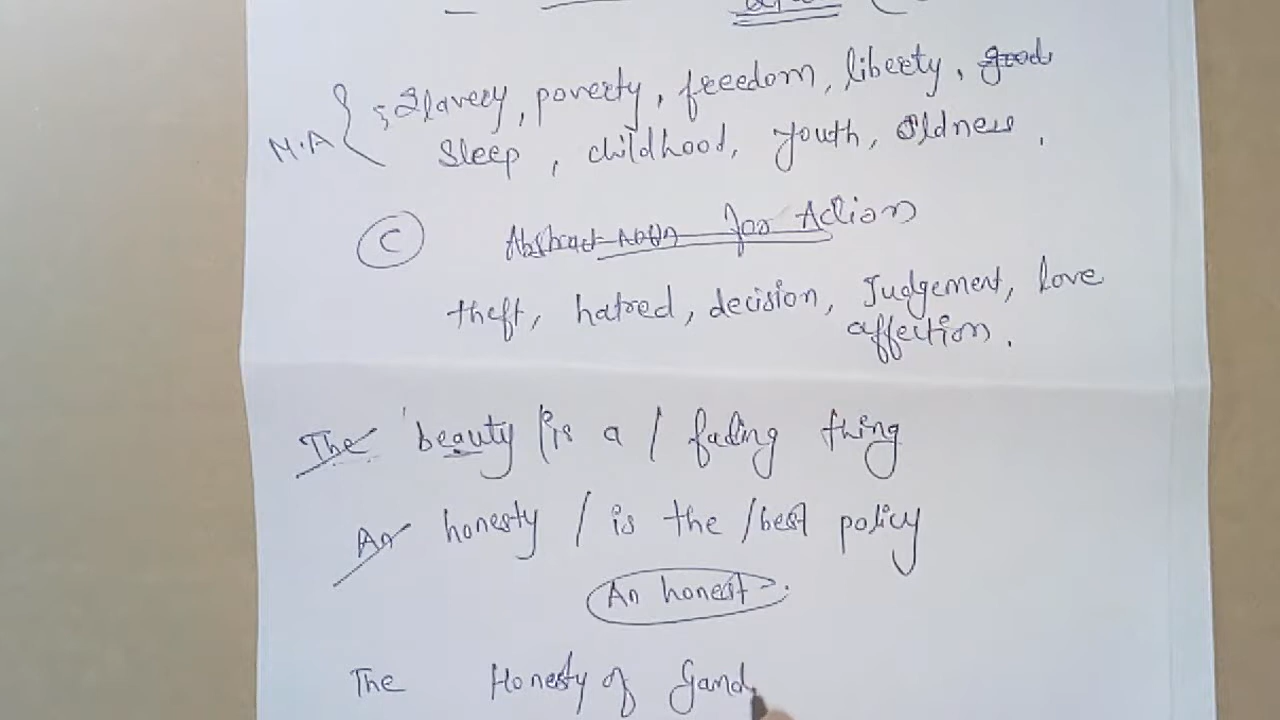 M.A { slavery, poverty, freedom, liberty, good
sleep, childhood, youth, oldness.
C Abstract noun for Action
theft, hatred, decision, Judgement, love
affection.
The beauty / is a / fading thing
An honesty / is the / best policy
An honest
The Honesty of Gand